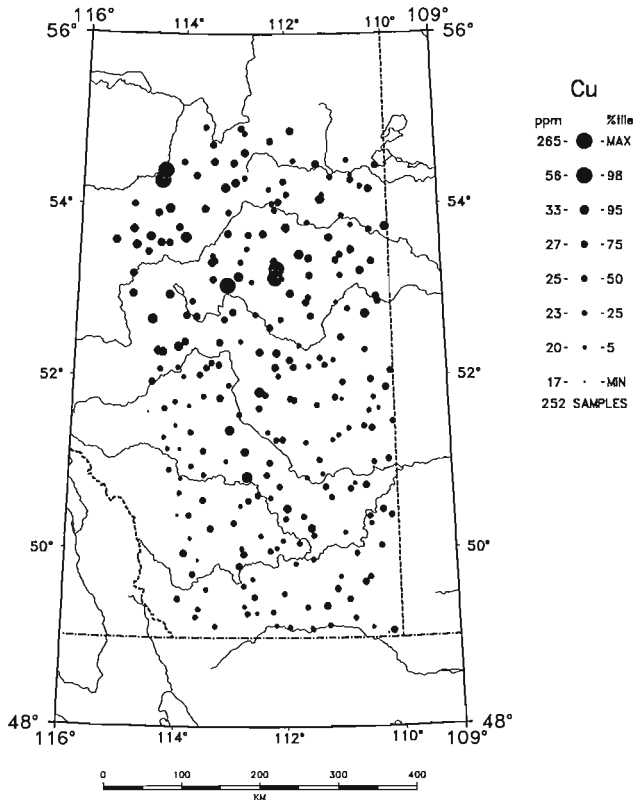 116° 114° 112° 110° 109°
56° 56°
Cu
ppm %tile
265- -MAX
56- -98
54° 54°
33- -95
27- -75
25- -50
23- -25
20- -5
52° 52°
17- -MIN
252 SAMPLES
50° 50°
48° 48°
116° 114° 112° 110° 109°
0 100 200 300 400
KM